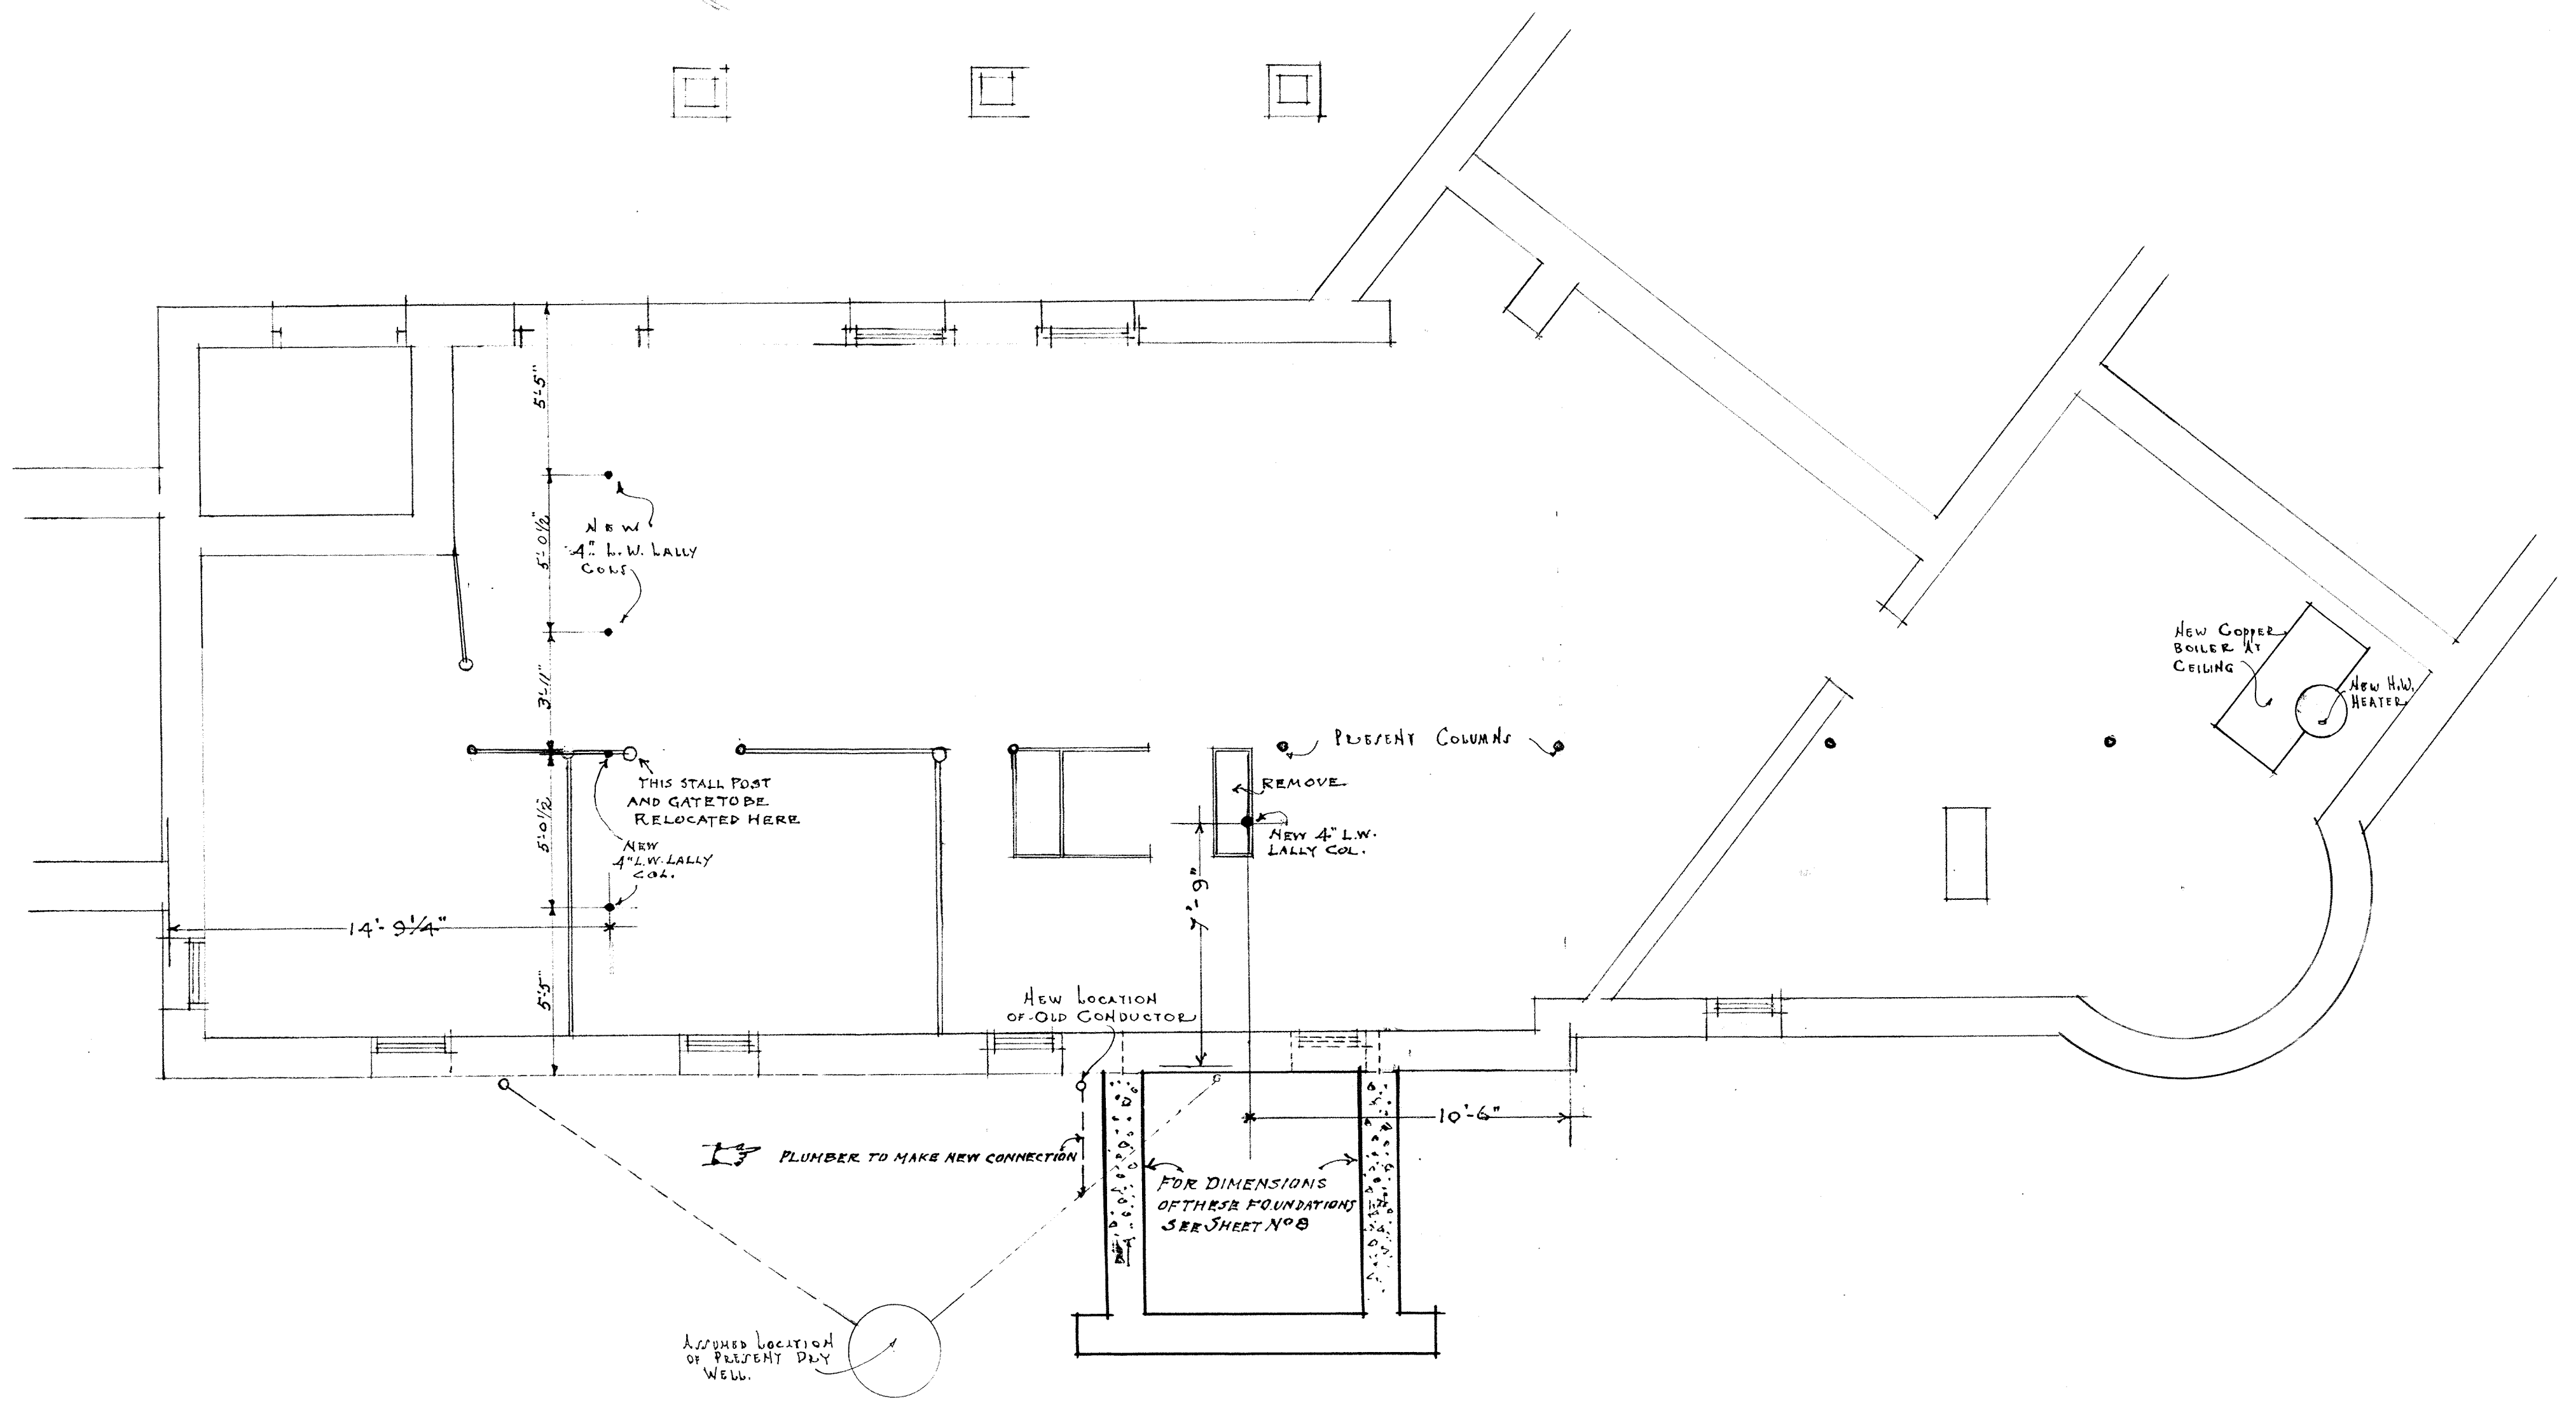 5'-5"
NEW
4" L.W. LALLY
COLS
5'-0½"
3'-11"
NEW COPPER
BOILER AT
CEILING
NEW H.W.
HEATER
PRESENT COLUMNS
THIS STALL POST
AND GATE TO BE
RELOCATED HERE
REMOVE
NEW 4" L.W.
LALLY COL.
5'-0½
NEW
4" L.W. LALLY
COL.
7'-9"
14'-9¼"
5'-5"
NEW LOCATION
OF OLD CONDUCTOR
10'-6"
PLUMBER TO MAKE NEW CONNECTION
FOR DIMENSIONS
OF THESE FOUNDATIONS
SEE SHEET Nº 8
ASSUMED LOCATION
OF PRESENT DRY
WELL.